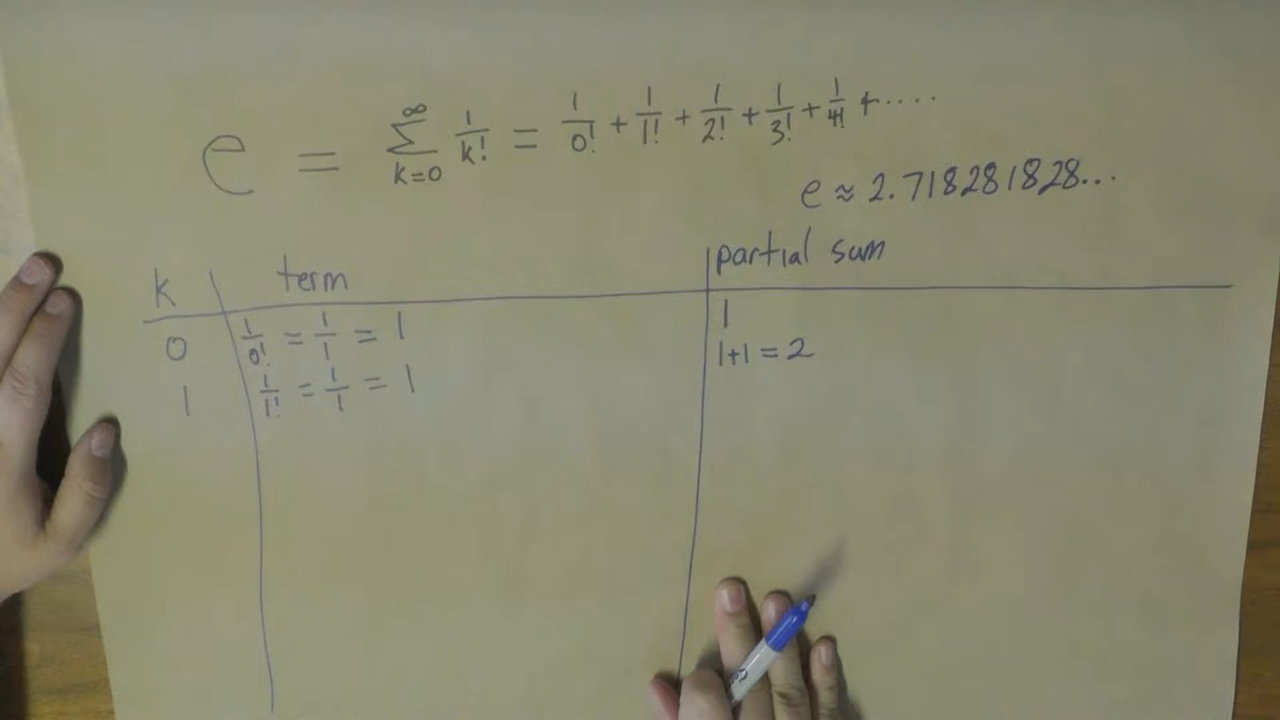 e = ∑_{k=0}^{∞} 1/k! = 1/0! + 1/1! + 1/2! + 1/3! + 1/4! + ....
e ≈ 2.718281828...
k term partial sum
0 1/0! = 1/1 = 1 1
1 1/1! = 1/1 = 1 1+1 = 2